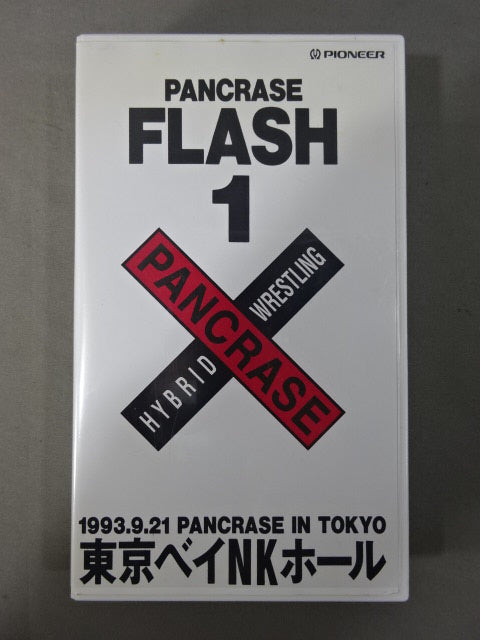 PIONEER
PANCRASE
FLASH
1
PANCRASE
HYBRID WRESTLING
1993.9.21 PANCRASE IN TOKYO
東京ベイNKホール